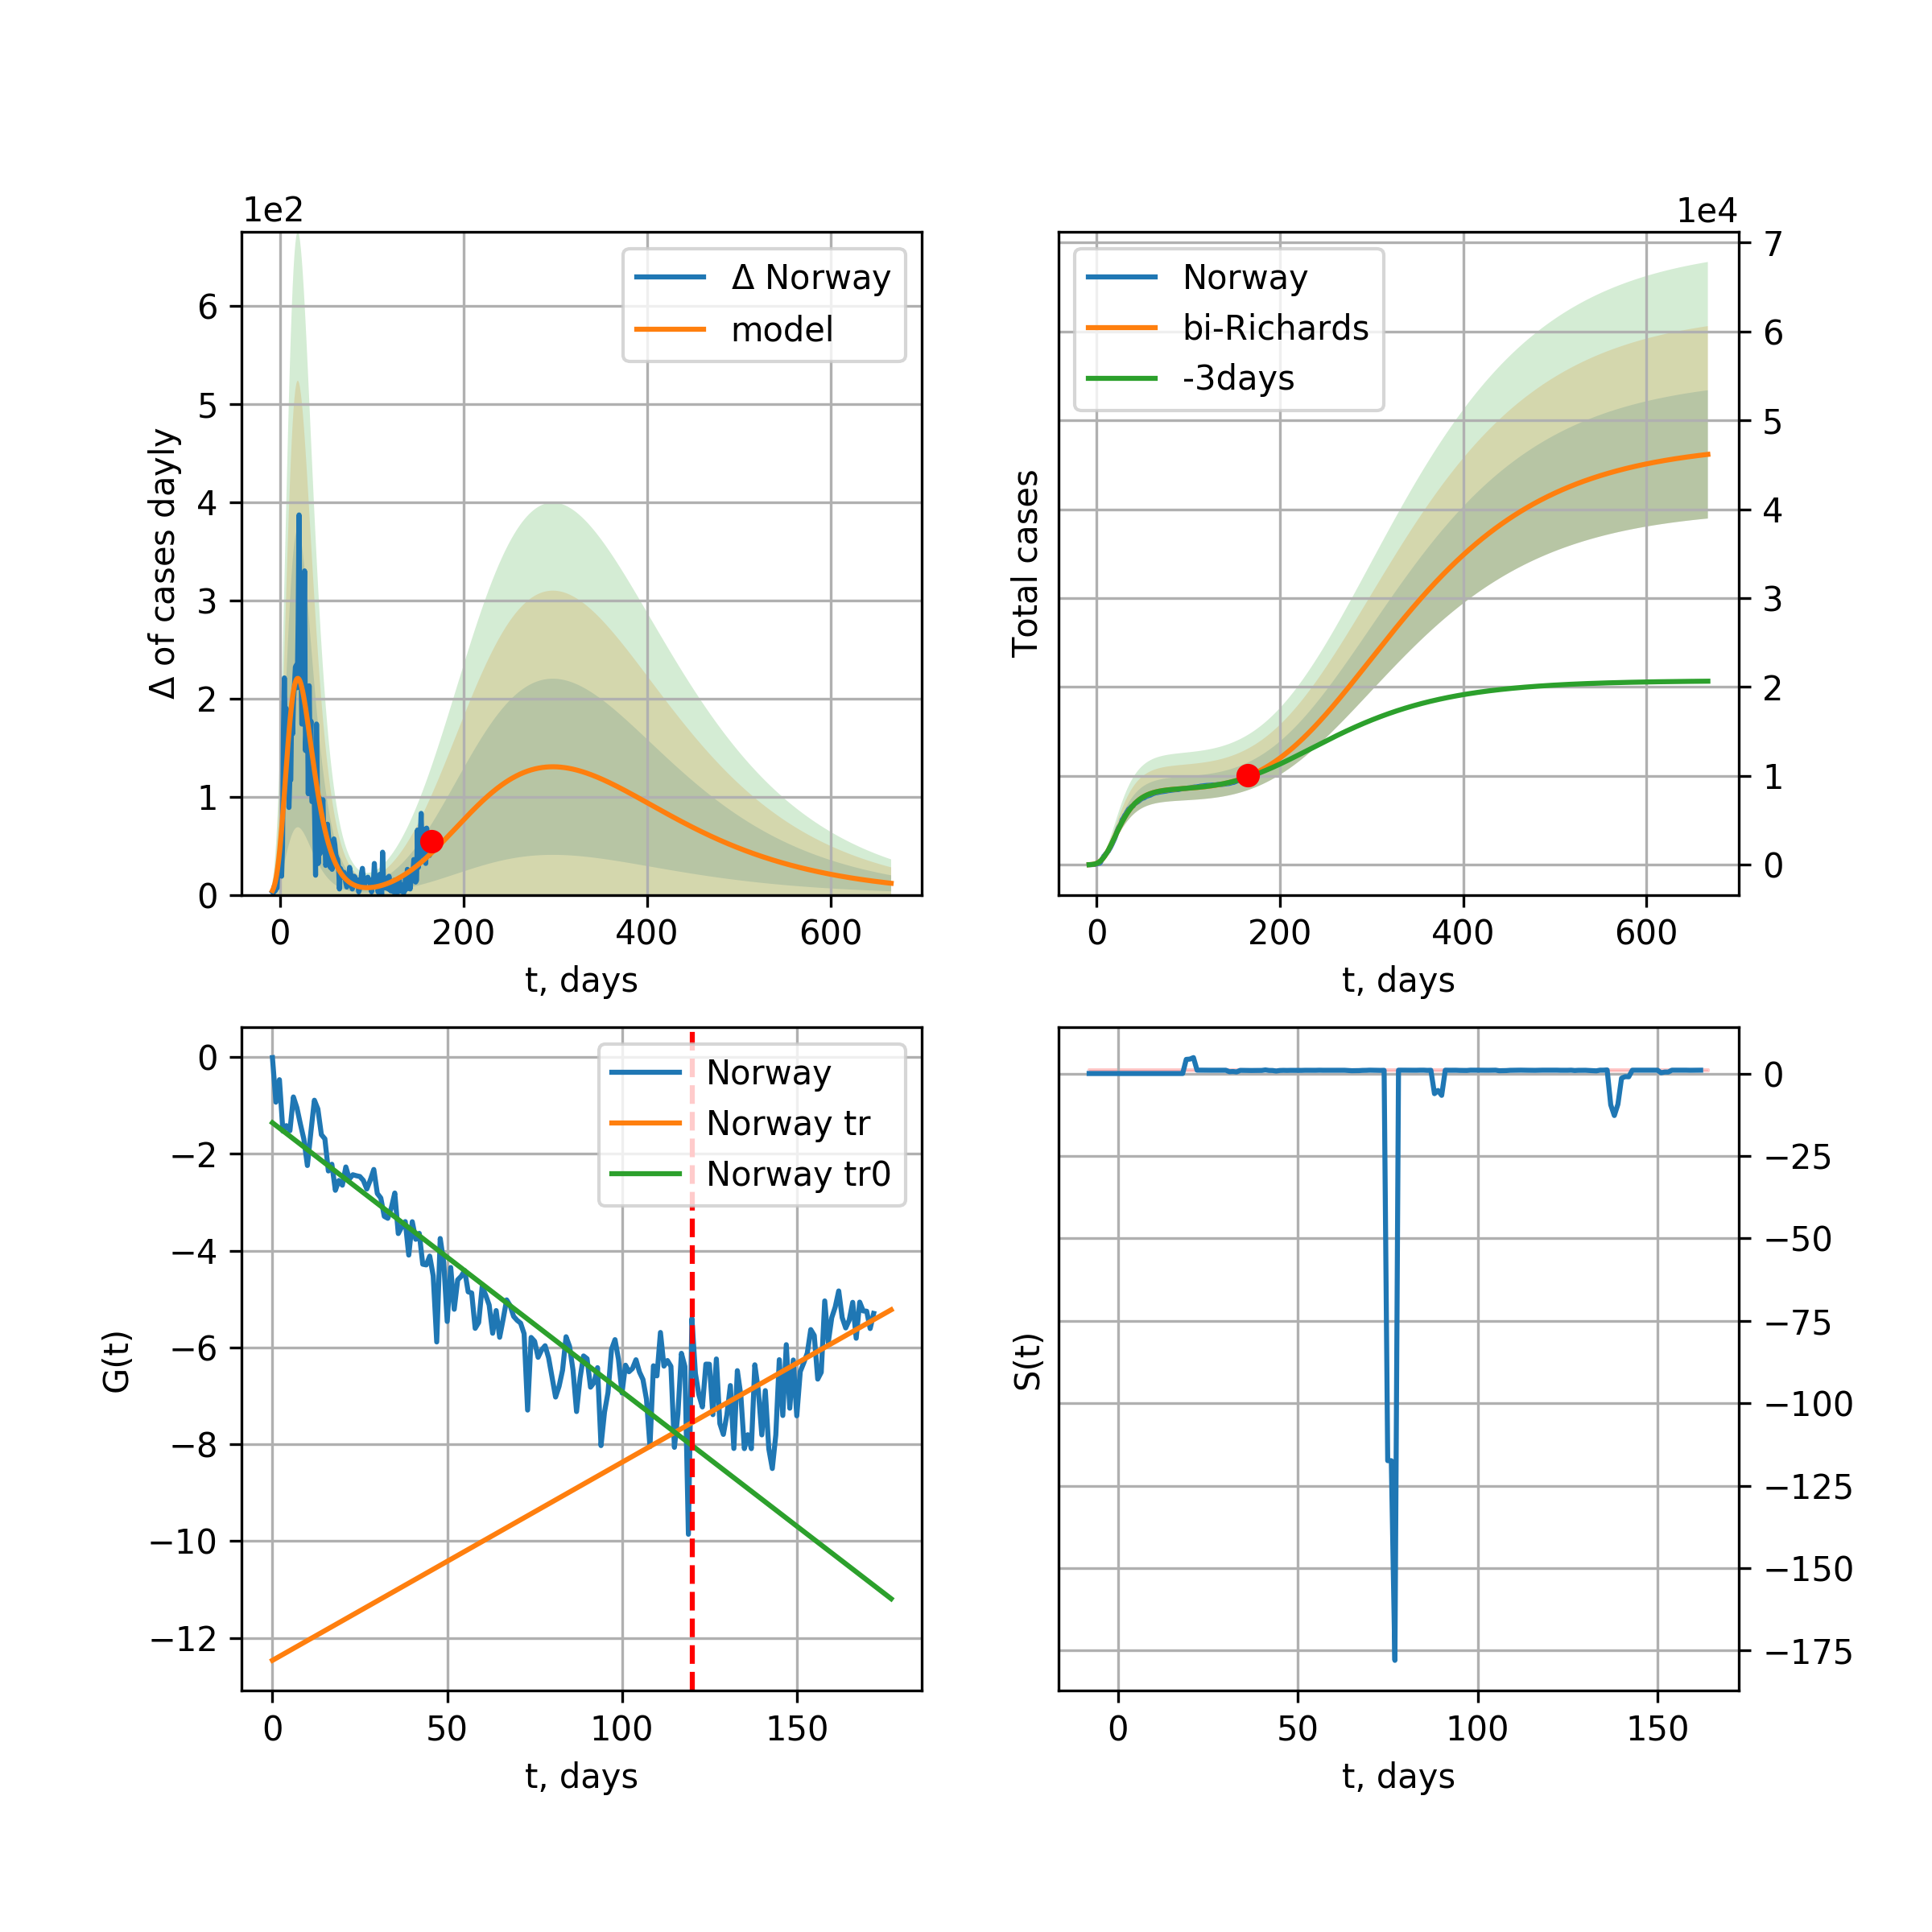 1e2
Δ of cases dayly
6
5
4
3
2
1
0
Δ Norway
model
0 200 400 600
t, days
1e4
Total cases
Norway
bi-Richards
-3days
7
6
5
4
3
2
1
0
0 200 400 600
t, days
G(t)
0
−2
−4
−6
−8
−10
−12
Norway
Norway tr
Norway tr0
0 50 100 150
t, days
S(t)
0
−25
−50
−75
−100
−125
−150
−175
0 50 100 150
t, days